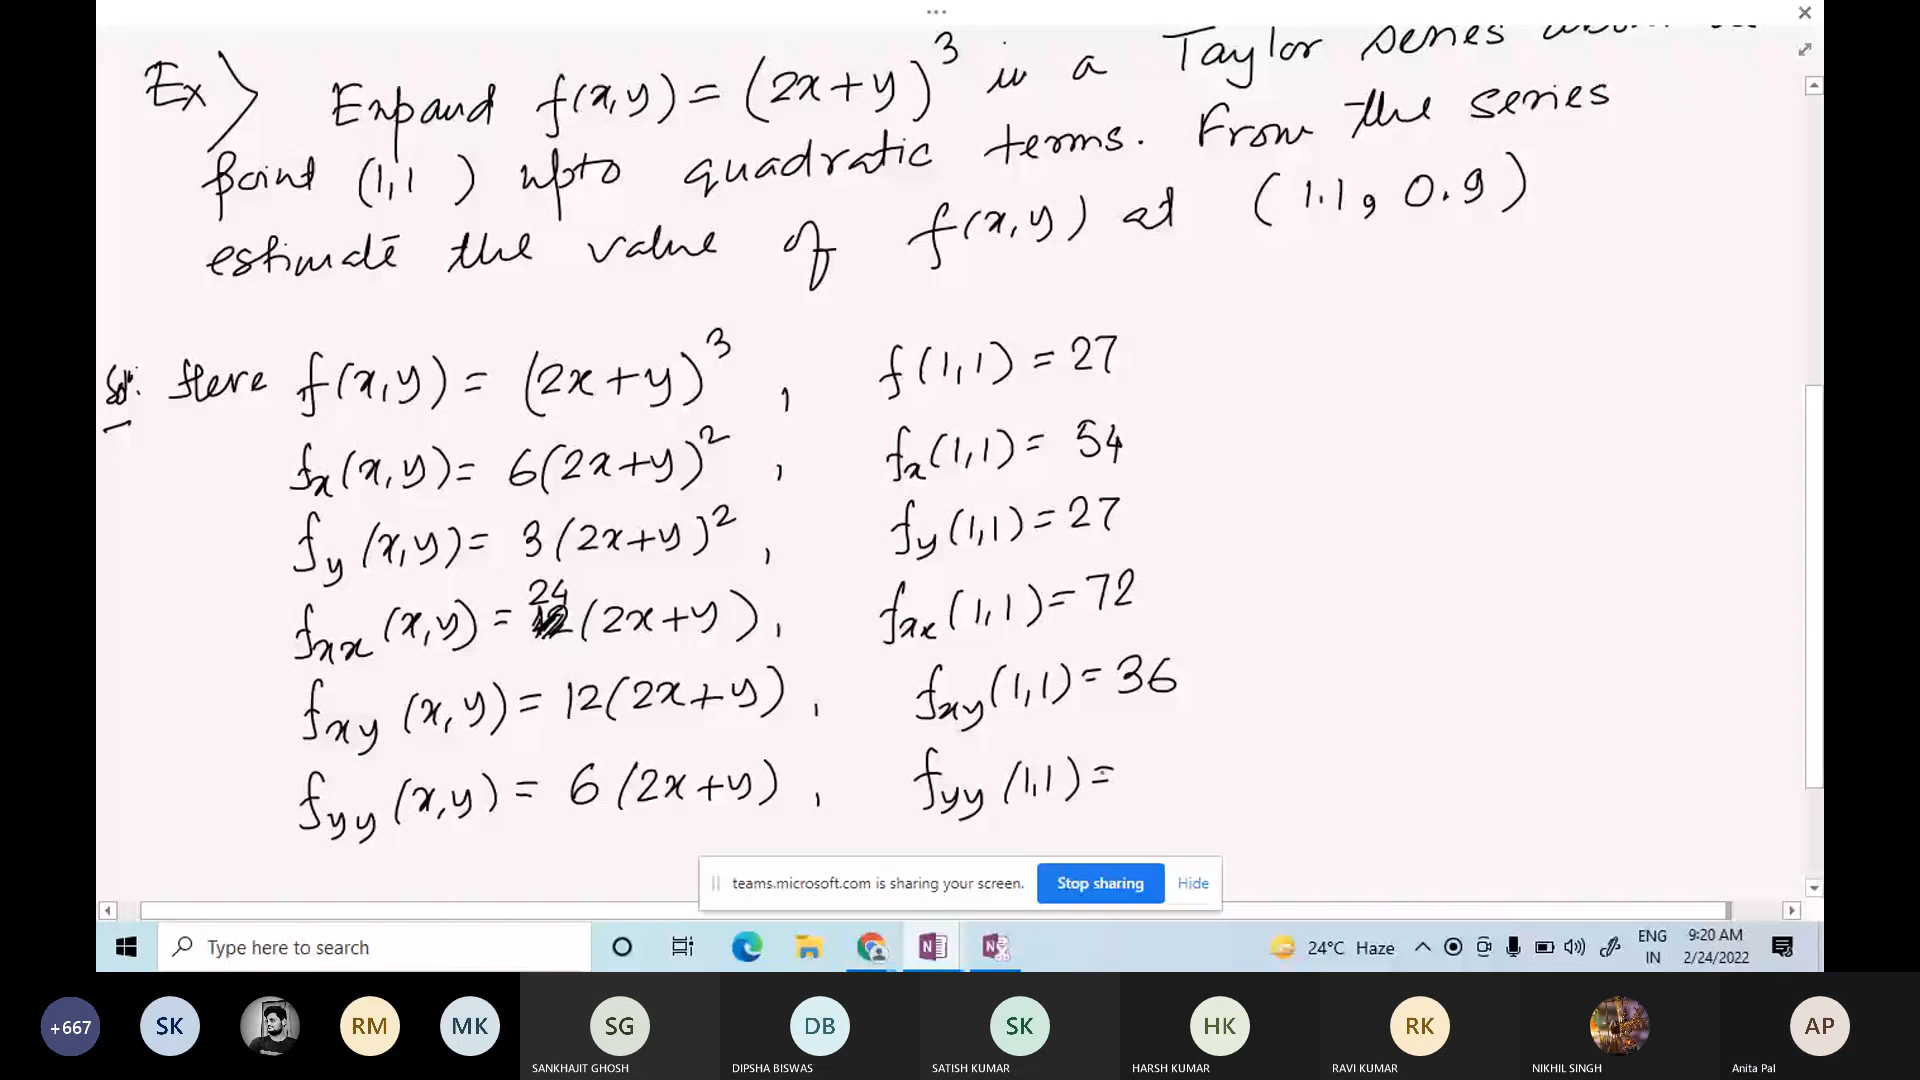 Ex> Expand f(x,y) = (2x+y)³ in a Taylor series about
point (1,1) upto quadratic terms. From the series
estimate the value of f(x,y) at (1.1, 0.9)
Soln: Here f(x,y) = (2x+y)³, f(1,1) = 27
fx(x,y) = 6(2x+y)², fx(1,1) = 54
fy(x,y) = 3(2x+y)², fy(1,1) = 27
fxx(x,y) = 24(2x+y), fxx(1,1) = 72
fxy(x,y) = 12(2x+y), fxy(1,1) = 36
fyy(x,y) = 6(2x+y), fyy(1,1) =
teams.microsoft.com is sharing your screen. Stop sharing Hide
Type here to search
24°C Haze
ENG
IN
9:20 AM
2/24/2022
+667 SK RM MK SG DB SK HK RK AP
SANKHAJIT GHOSH DIPSHA BISWAS SATISH KUMAR HARSH KUMAR RAVI KUMAR NIKHIL SINGH Anita Pal